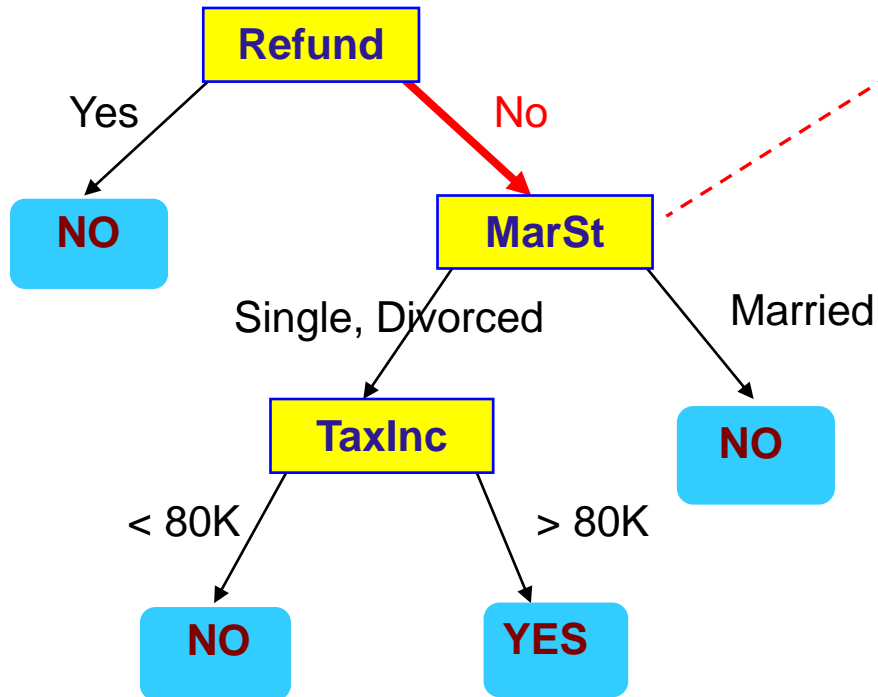 Refund
Yes
No
NO
MarSt
Single, Divorced
Married
TaxInc
NO
< 80K
> 80K
NO
YES